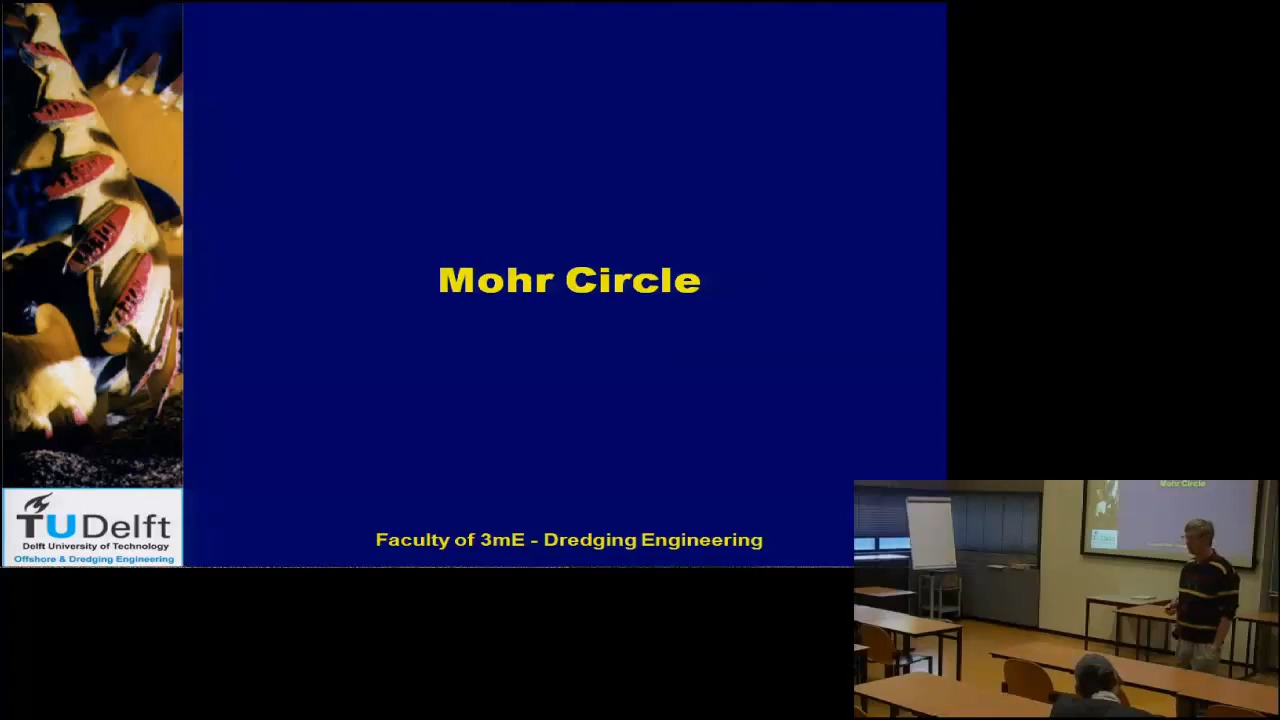 Mohr Circle
Faculty of 3mE - Dredging Engineering
TU Delft
Delft University of Technology
Offshore & Dredging Engineering
Mohr Circle